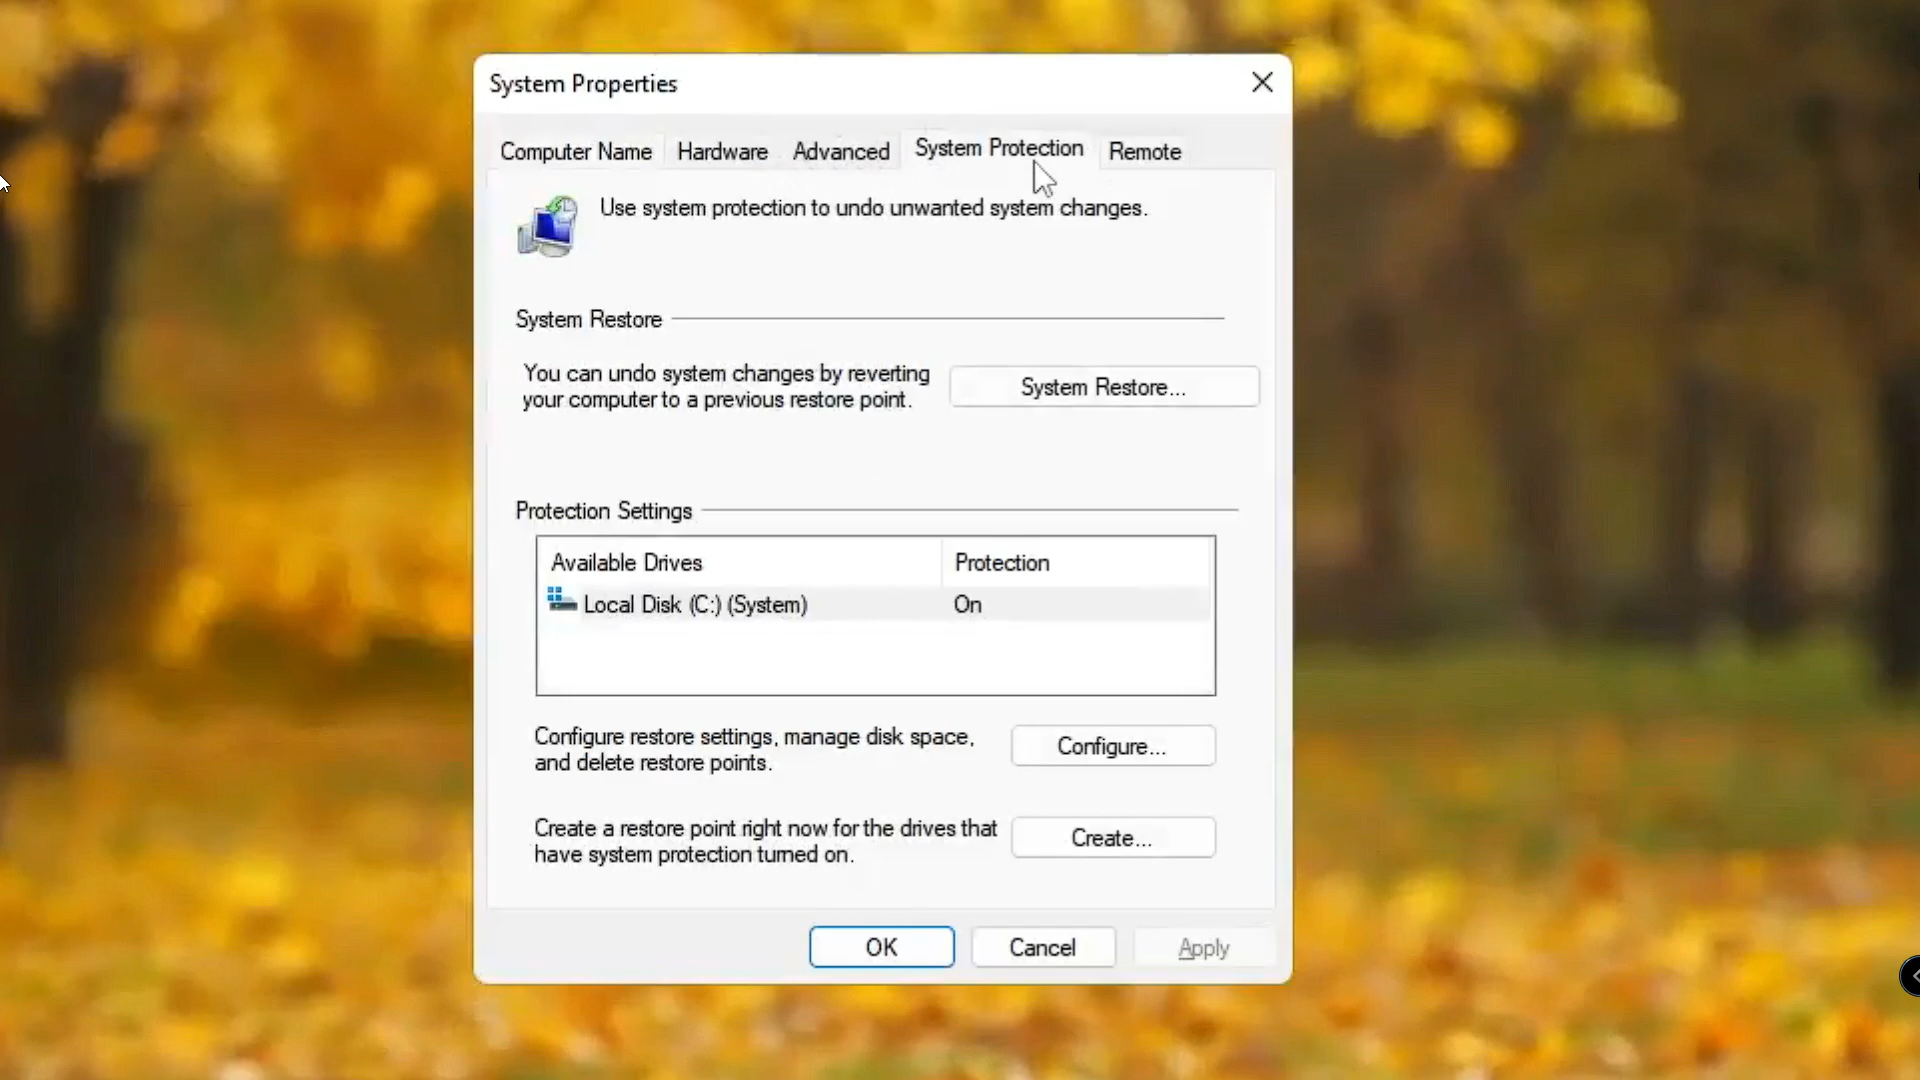 System Properties
Computer Name Hardware Advanced System Protection Remote
Use system protection to undo unwanted system changes.
System Restore
You can undo system changes by reverting
your computer to a previous restore point.
System Restore...
Protection Settings
Available Drives Protection
Local Disk (C:) (System) On
Configure restore settings, manage disk space,
and delete restore points.
Configure...
Create a restore point right now for the drives that
have system protection turned on.
Create...
OK Cancel Apply